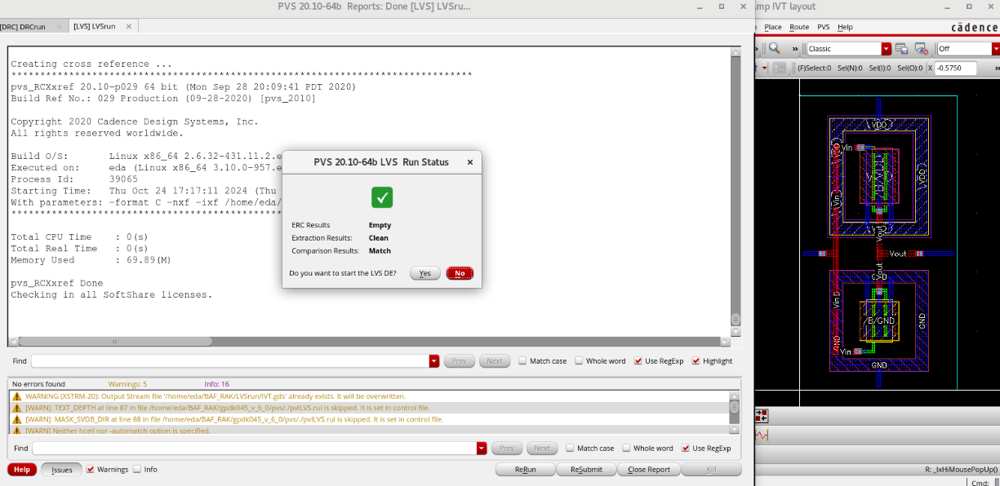 PVS 20.10-64b Reports: Done [LVS] LVSru...
[DRC] DRCrun
[LVS] LVSrun
Creating cross reference ...
********************************************************************************
pvs_RCXxref 20.10-p029 64 bit (Mon Sep 28 20:09:41 PDT 2020)
Build Ref No.: 029 Production (09-28-2020) [pvs_2010]
Copyright 2020 Cadence Design Systems, Inc.
All rights reserved worldwide.
Build O/S: Linux x86_64 2.6.32-431.11.2.e
Executed on: eda (Linux x86_64 3.10.0-957.e
Process Id: 39065
Starting Time: Thu Oct 24 17:17:11 2024 (Thu
With parameters: -format C -nxf -ixf /home/eda/
***********************************************
Total CPU Time : 0(s)
Total Real Time : 0(s)
Memory Used : 69.89(M)
pvs_RCXxref Done
Checking in all SoftShare licenses.
PVS 20.10-64b LVS Run Status
ERC Results Empty
Extraction Results: Clean
Comparison Results: Match
Do you want to start the LVS DE? Yes No
Find Prev Next Match case Whole word Use RegExp Highlight
No errors found Warnings: 5 Info: 16
WARNING (XSTRM-20): Output Stream file '/home/eda/BAF_RAK/LVSrun/IVT.gds' already exists. It will be overwritten.
[WARN]: TEXT_DEPTH at line 87 in file /home/eda/BAF_RAK/gpdk045_v_6_0/pvs/./pvlLVS.rul is skipped. It is set in control file.
[WARN]: MASK_SVDB_DIR at line 88 in file /home/eda/BAF_RAK/gpdk045_v_6_0/pvs/./pvlLVS.rul is skipped. It is set in control file.
[WARN] Neither hcell nor -automatch option is specified.
Find Prev Next Match case Whole word Use RegExp
Help Issues Warnings Info ReRun ReSubmit Close Report Kill
mp IVT layout
Place Route PVS Help cādence
Classic Off
(F)Select:0 Sel(N):0 Sel(I):0 Sel(O):0 X -0.5750
VDD
VDD
VDD
Vin
/B/VDD
Vin
Vout
Vout
Vout
GND
Vin
/B/GND
GND
GND
Vin
GND
R: _lxHiMousePopUp()
Cmd: